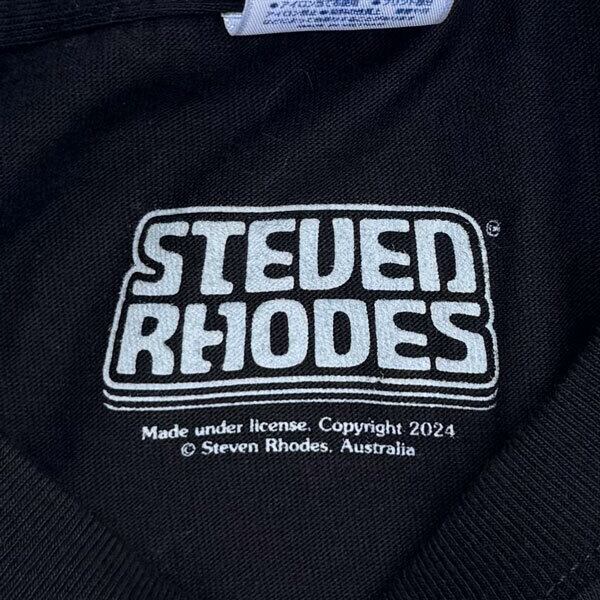 STEVEN
RHODES
Made under license. Copyright 2024
© Steven Rhodes. Australia